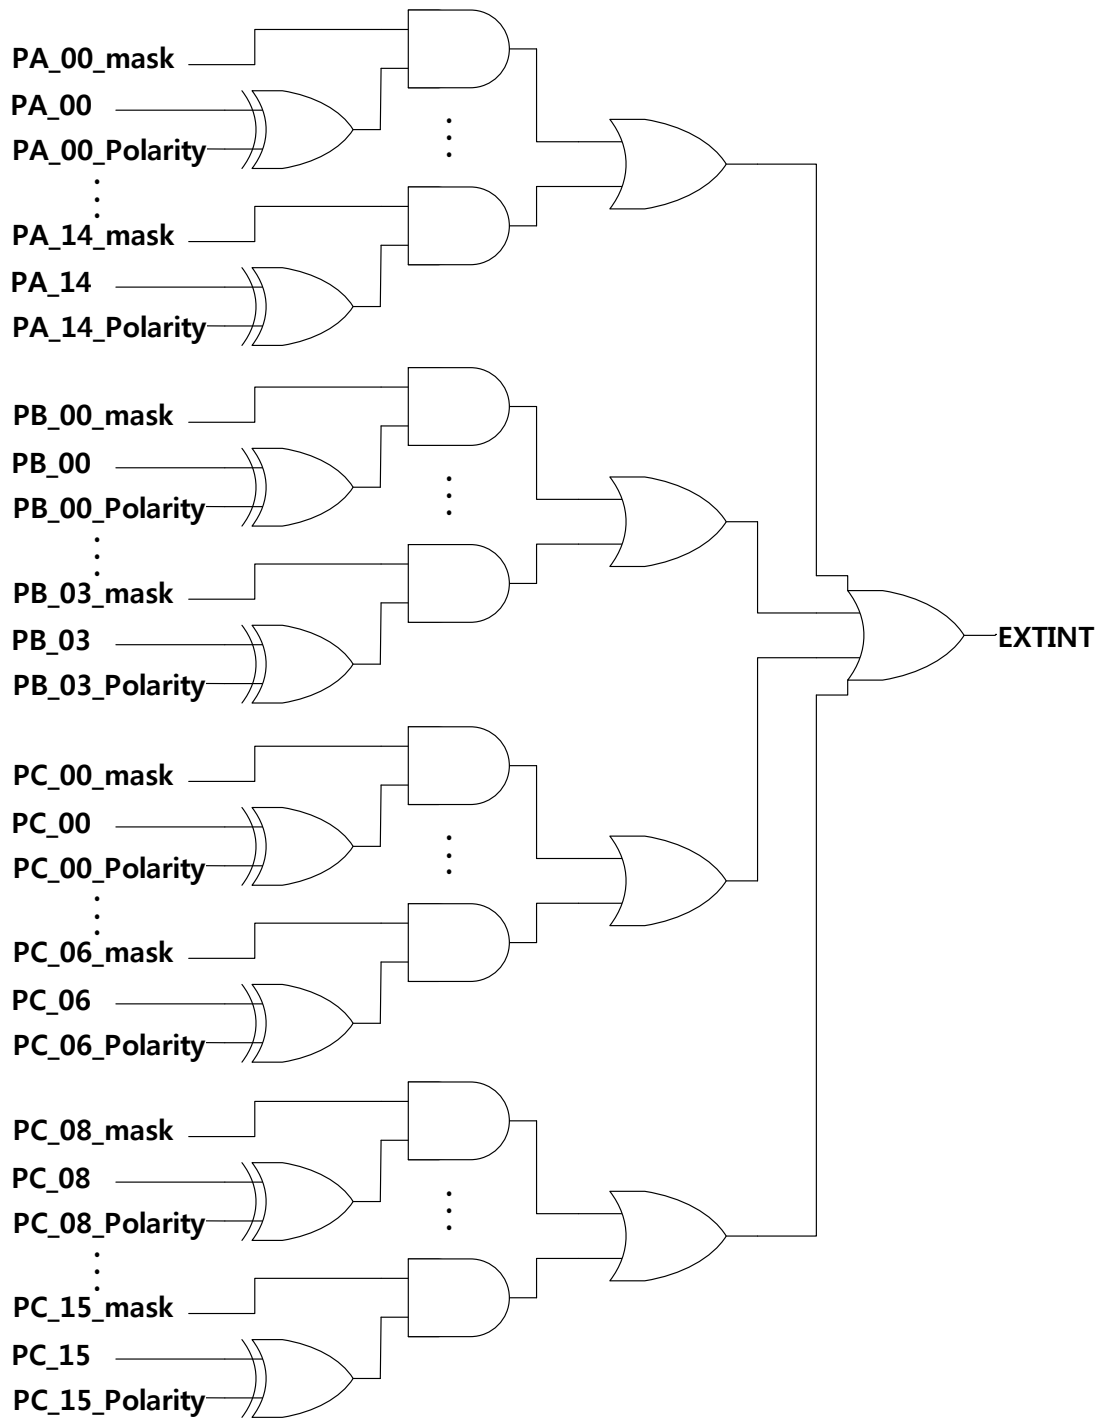 PA_00_mask
PA_00
PA_00_Polarity
PA_14_mask
PA_14
PA_14_Polarity
PB_00_mask
PB_00
PB_00_Polarity
PB_03_mask
PB_03
PB_03_Polarity
EXTINT
PC_00_mask
PC_00
PC_00_Polarity
PC_06_mask
PC_06
PC_06_Polarity
PC_08_mask
PC_08
PC_08_Polarity
PC_15_mask
PC_15
PC_15_Polarity